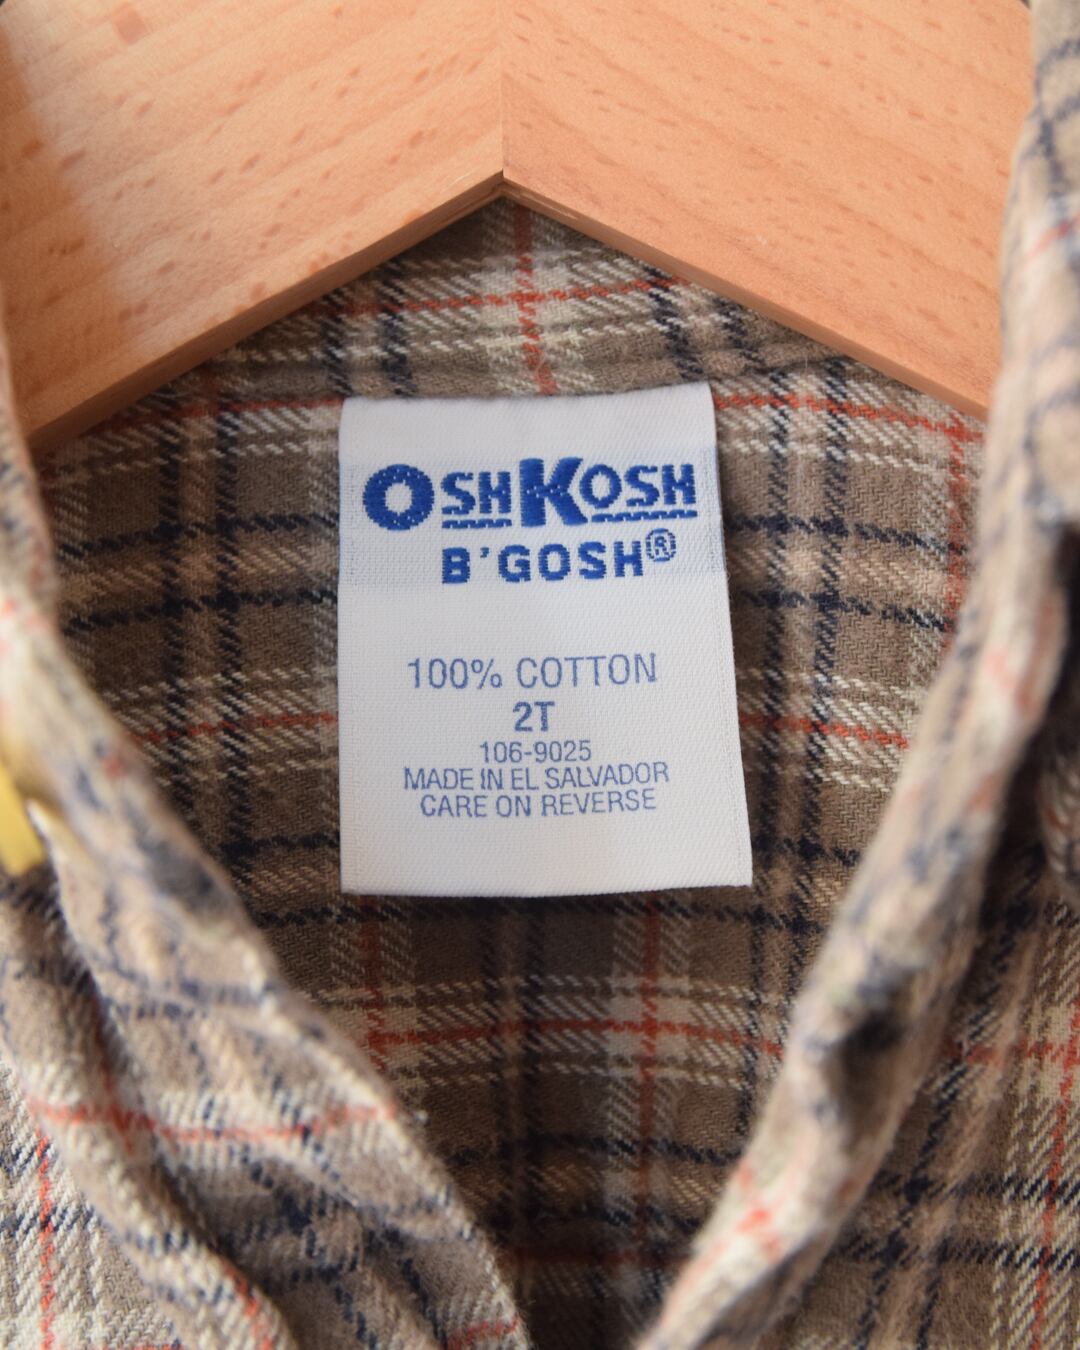 OSHKOSH
B'GOSH®
100% COTTON
2T
106-9025
MADE IN EL SALVADOR
CARE ON REVERSE